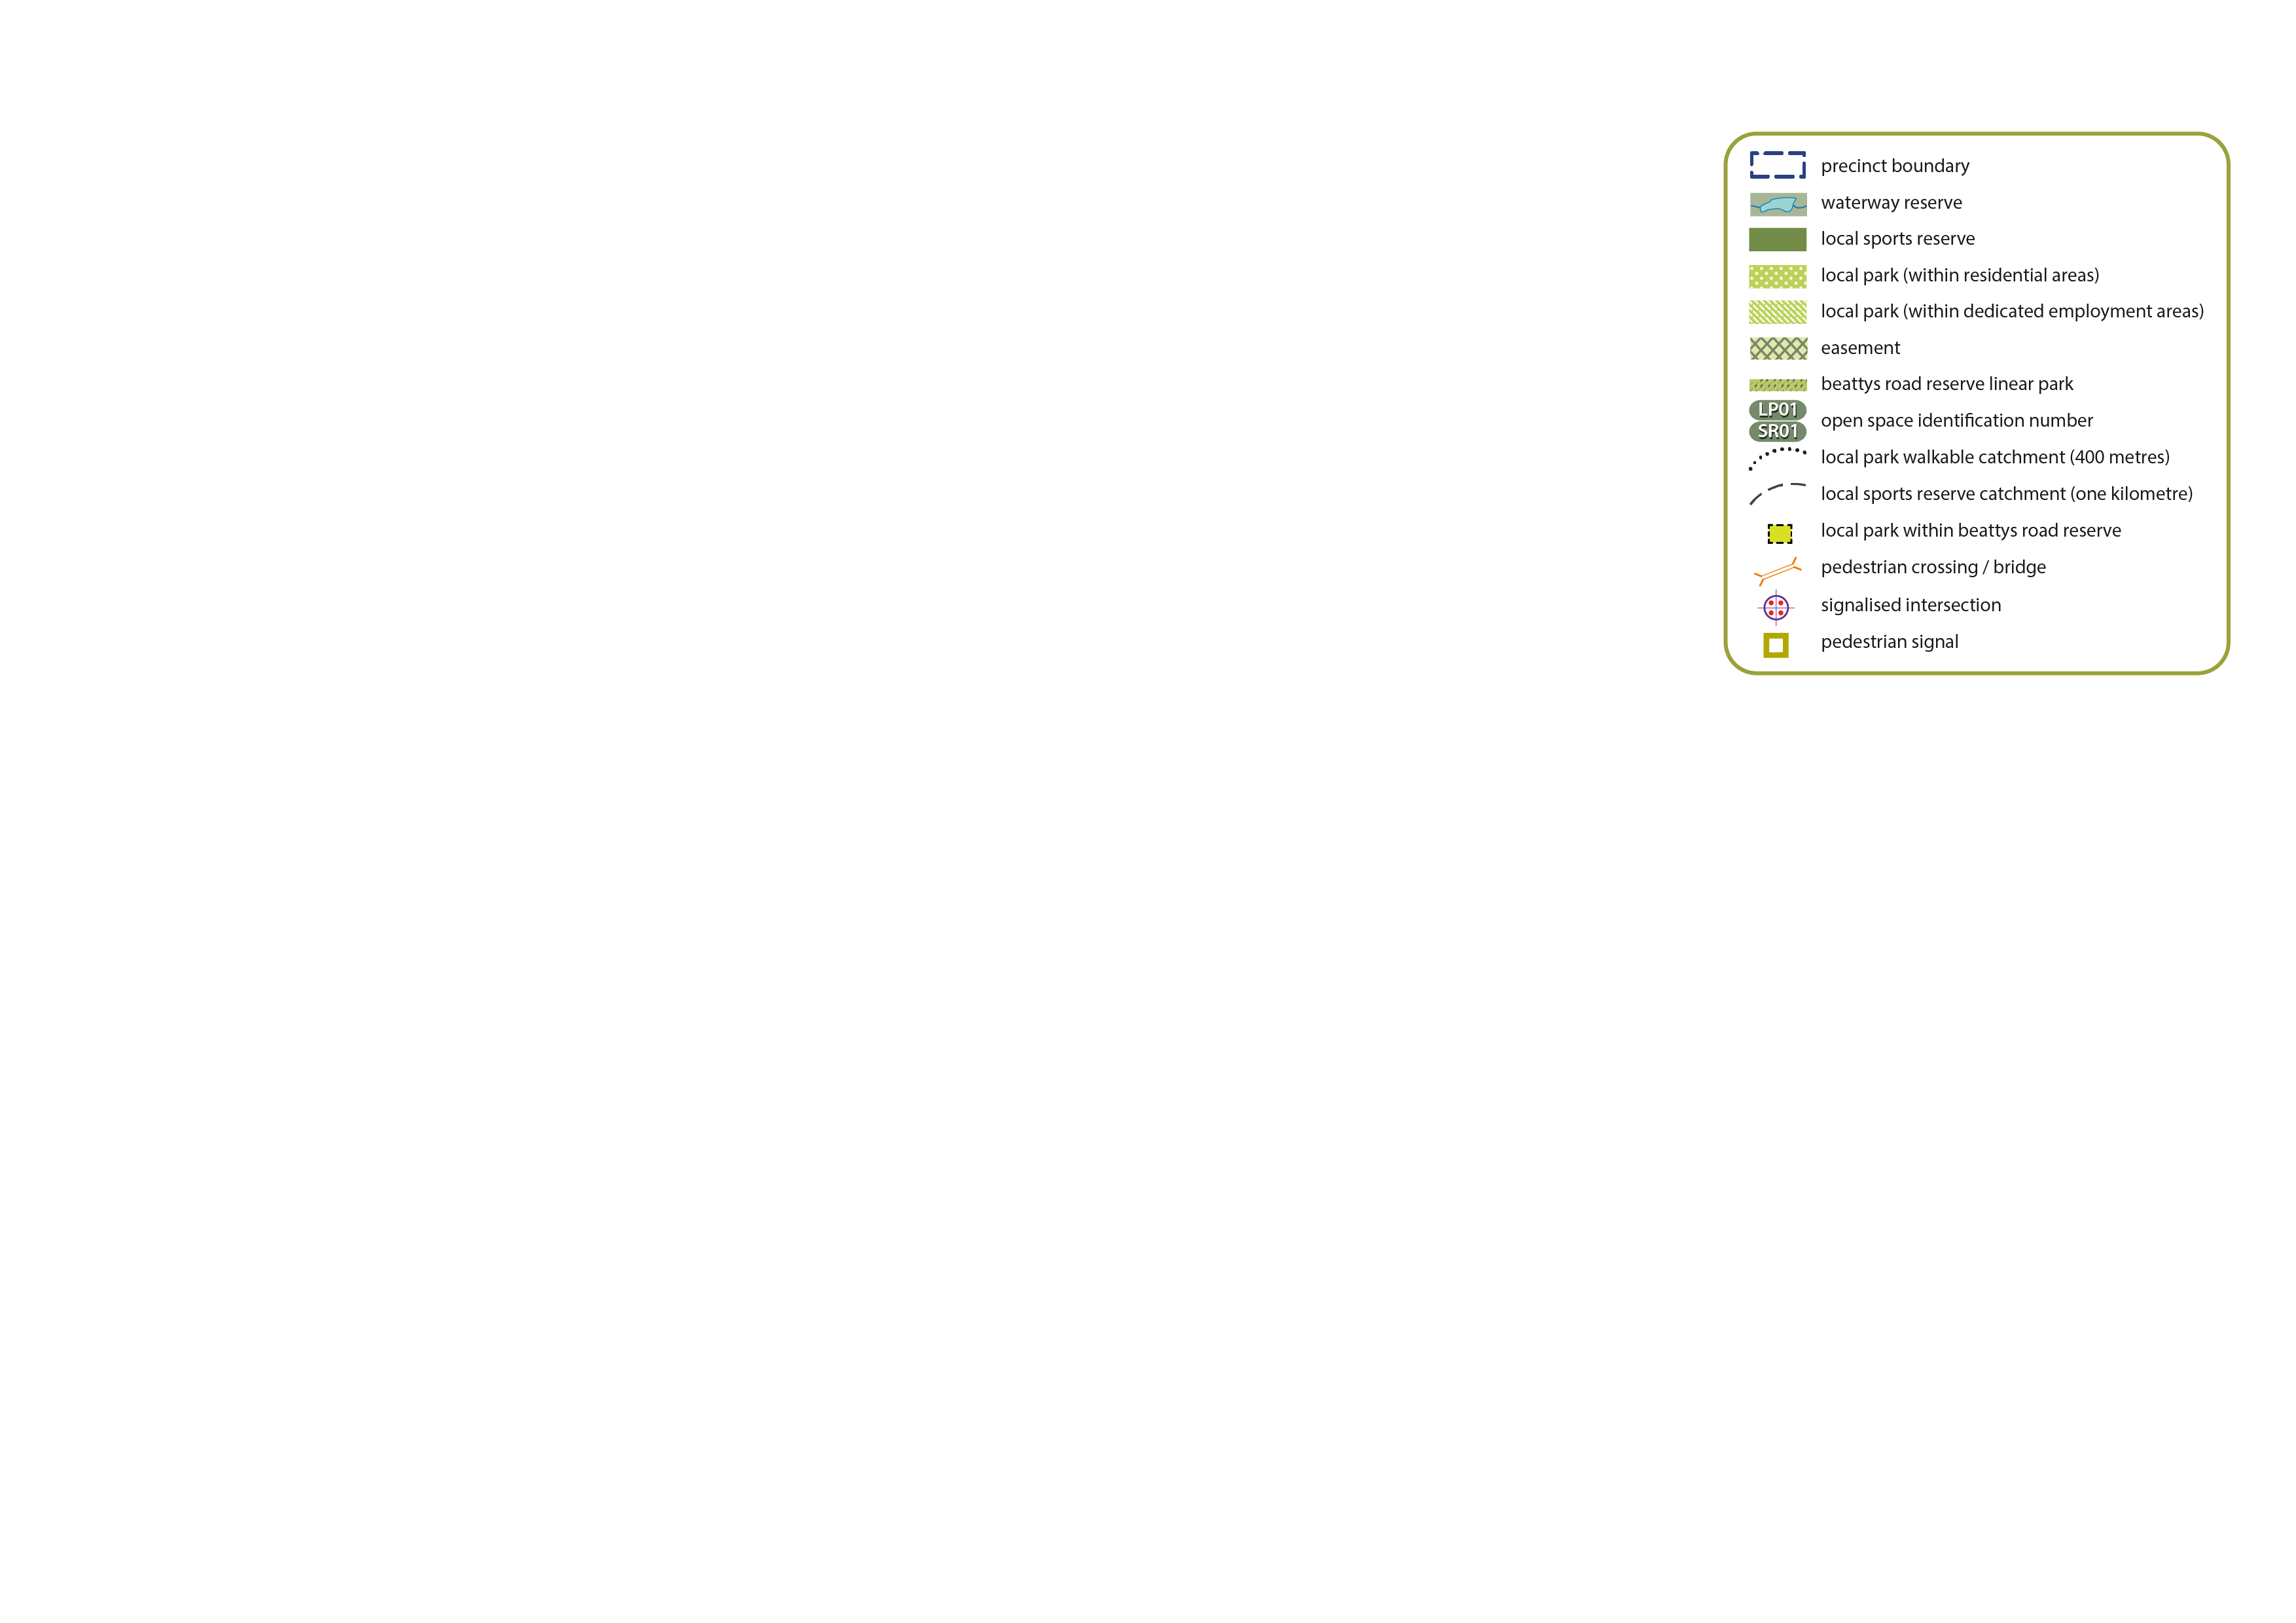 precinct boundary
waterway reserve
local sports reserve
local park (within residential areas)
local park (within dedicated employment areas)
easement
beattys road reserve linear park
LP01
SR01
open space identification number
local park walkable catchment (400 metres)
local sports reserve catchment (one kilometre)
local park within beattys road reserve
pedestrian crossing / bridge
signalised intersection
pedestrian signal